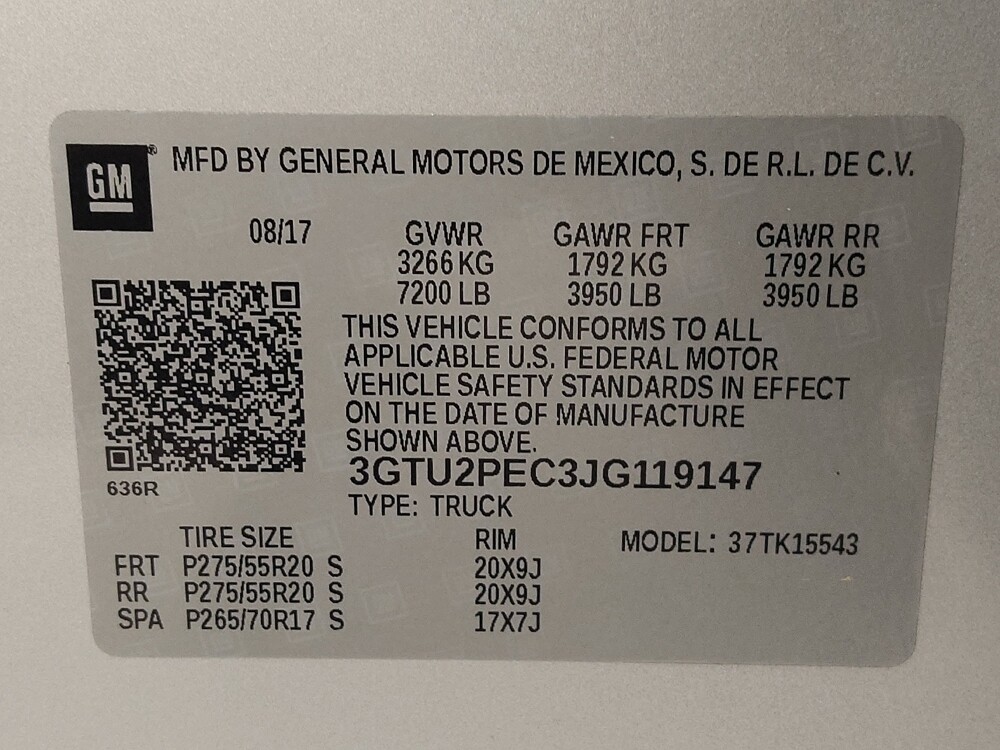 GM® MFD BY GENERAL MOTORS DE MEXICO, S. DE R.L. DE C.V.
08/17 GVWR GAWR FRT GAWR RR
3266 KG 1792 KG 1792 KG
7200 LB 3950 LB 3950 LB
THIS VEHICLE CONFORMS TO ALL
APPLICABLE U.S. FEDERAL MOTOR
VEHICLE SAFETY STANDARDS IN EFFECT
ON THE DATE OF MANUFACTURE
SHOWN ABOVE.
3GTU2PEC3JG119147
636R
TYPE: TRUCK
TIRE SIZE RIM MODEL: 37TK15543
FRT P275/55R20 S 20X9J
RR P275/55R20 S 20X9J
SPA P265/70R17 S 17X7J